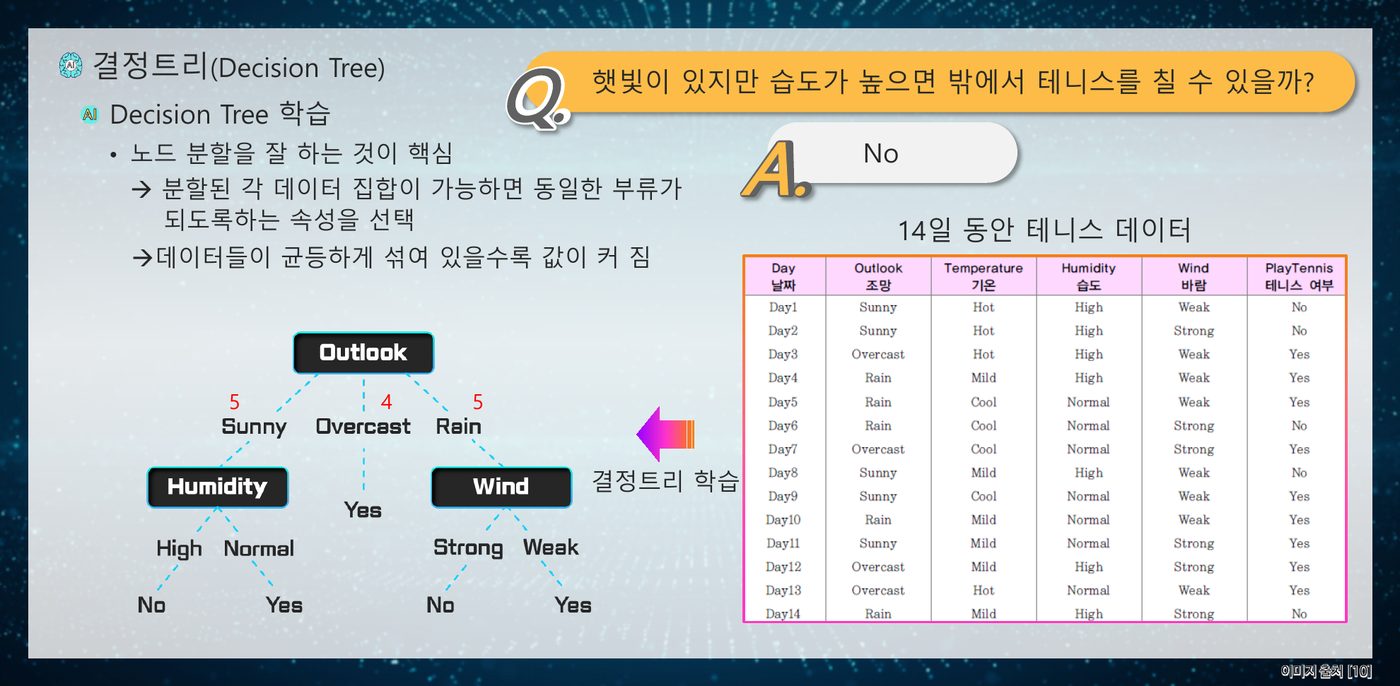 결정트리(Decision Tree)
Q. 햇빛이 있지만 습도가 높으면 밖에서 테니스를 칠 수 있을까?
AI Decision Tree 학습
A. No
• 노드 분할을 잘 하는 것이 핵심
→ 분할된 각 데이터 집합이 가능하면 동일한 부류가
되도록하는 속성을 선택
→데이터들이 균등하게 섞여 있을수록 값이 커 짐
14일 동안 테니스 데이터
Day Outlook Temperature Humidity Wind PlayTennis
날짜 조망 기온 습도 바람 테니스 여부
Day1 Sunny Hot High Weak No
Day2 Sunny Hot High Strong No
Day3 Overcast Hot High Weak Yes
Day4 Rain Mild High Weak Yes
Day5 Rain Cool Normal Weak Yes
Day6 Rain Cool Normal Strong No
Day7 Overcast Cool Normal Strong Yes
Day8 Sunny Mild High Weak No
Day9 Sunny Cool Normal Weak Yes
Day10 Rain Mild Normal Weak Yes
Day11 Sunny Mild Normal Strong Yes
Day12 Overcast Mild High Strong Yes
Day13 Overcast Hot Normal Weak Yes
Day14 Rain Mild High Strong No
결정트리 학습
Outlook
5 4 5
Sunny Overcast Rain
Humidity Wind
Yes
High Normal Strong Weak
No Yes No Yes
이미지 출처 [10]